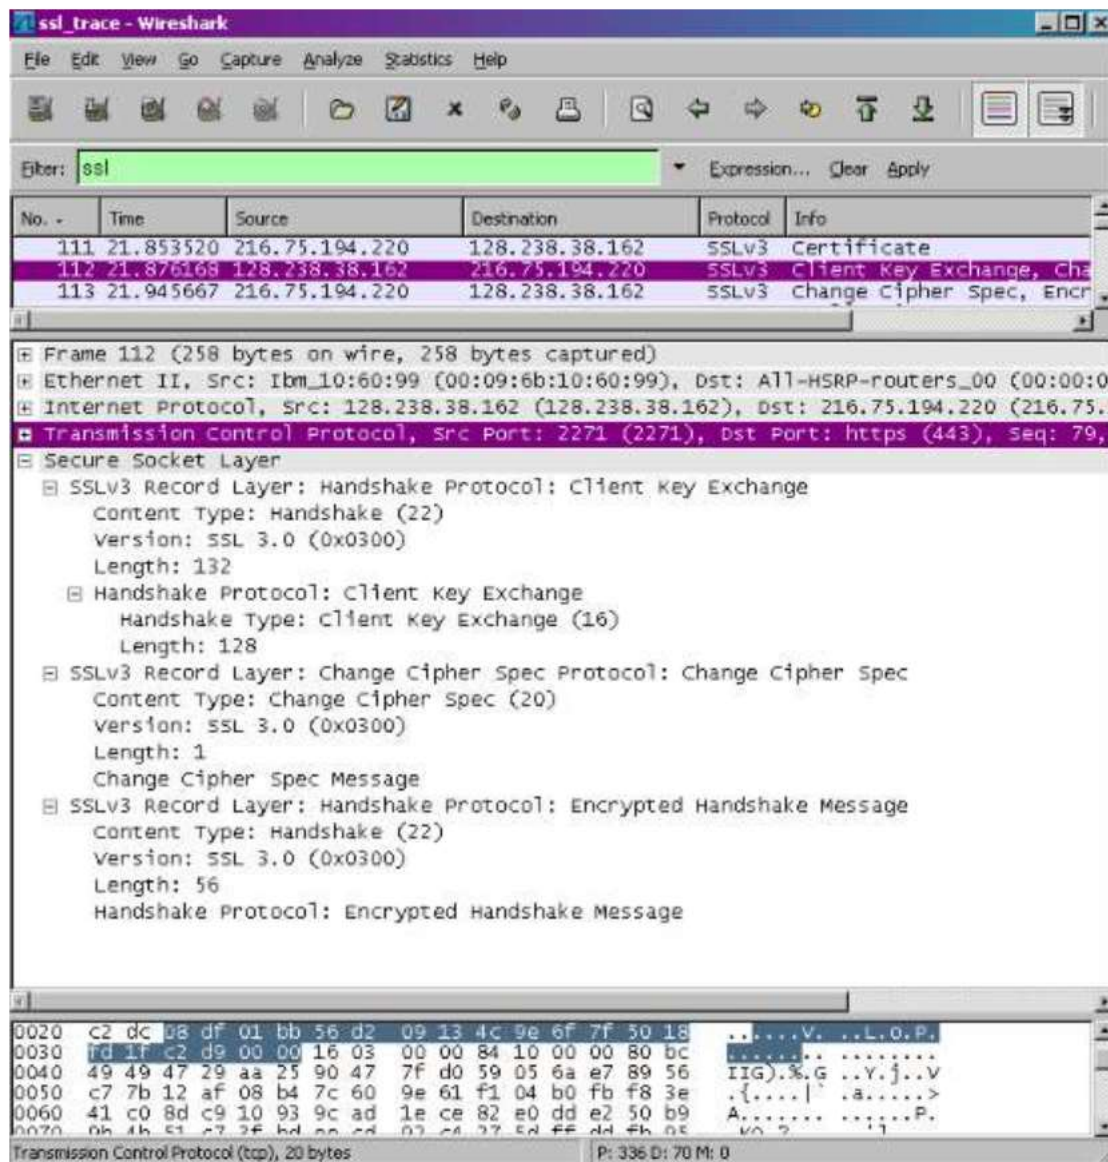 ssl_trace - Wireshark
File Edit View Go Capture Analyze Statistics Help
Filter: ssl Expression... Clear Apply
No. - Time Source Destination Protocol Info
111 21.853520 216.75.194.220 128.238.38.162 SSLv3 Certificate
112 21.876168 128.238.38.162 216.75.194.220 SSLv3 Client Key Exchange, Cha
113 21.945667 216.75.194.220 128.238.38.162 SSLv3 Change Cipher Spec, Encr
Frame 112 (258 bytes on wire, 258 bytes captured)
Ethernet II, Src: Ibm_10:60:99 (00:09:6b:10:60:99), Dst: All-HSRP-routers_00 (00:00:0
Internet Protocol, Src: 128.238.38.162 (128.238.38.162), Dst: 216.75.194.220 (216.75.
Transmission Control Protocol, Src Port: 2271 (2271), Dst Port: https (443), Seq: 79,
Secure Socket Layer
SSLv3 Record Layer: Handshake Protocol: Client Key Exchange
Content Type: Handshake (22)
Version: SSL 3.0 (0x0300)
Length: 132
Handshake Protocol: Client Key Exchange
Handshake Type: Client Key Exchange (16)
Length: 128
SSLv3 Record Layer: Change Cipher Spec Protocol: Change Cipher Spec
Content Type: Change Cipher Spec (20)
Version: SSL 3.0 (0x0300)
Length: 1
Change Cipher Spec Message
SSLv3 Record Layer: Handshake Protocol: Encrypted Handshake Message
Content Type: Handshake (22)
Version: SSL 3.0 (0x0300)
Length: 56
Handshake Protocol: Encrypted Handshake Message
0020 c2 dc 08 df 01 bb 56 d2 09 13 4c 9e 6f 7f 50 18 ......V. ..L.o.P.
0030 fd 1f c2 d9 00 00 16 03 00 00 84 10 00 00 80 bc ........ ........
0040 49 49 47 29 aa 25 90 47 7f d0 59 05 6a e7 89 56 IIG).%.G ..Y.j..V
0050 c7 7b 12 af 08 b4 7c 60 9e 61 f1 04 b0 fb f8 3e .{....|` .a.....>
0060 41 c0 8d c9 10 93 9c ad 1e ce 82 e0 dd e2 50 b9 A....... ......P.
0070
Transmission Control Protocol (tcp), 20 bytes P: 336 D: 70 M: 0